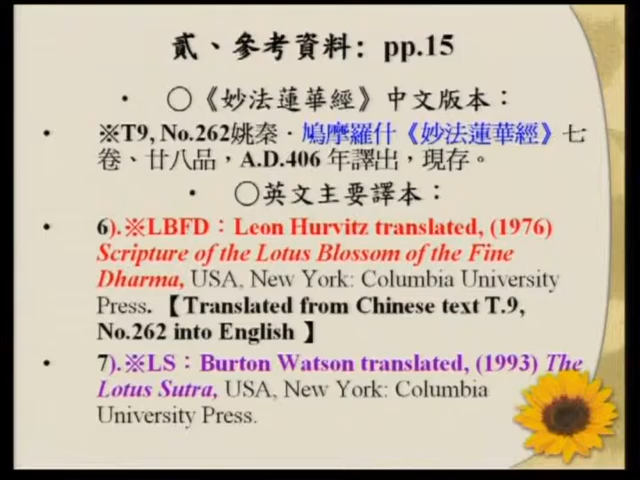 貳、參考資料: pp.15
• 〇《妙法蓮華經》中文版本：
• ※T9, No.262姚秦．鳩摩羅什《妙法蓮華經》七
卷、廿八品，A.D.406 年譯出，現存。
• 〇英文主要譯本：
• 6).※LBFD：Leon Hurvitz translated, (1976)
Scripture of the Lotus Blossom of the Fine
Dharma, USA, New York: Columbia University
Press.【Translated from Chinese text T.9,
No.262 into English 】
• 7).※LS：Burton Watson translated, (1993) The
Lotus Sutra, USA, New York: Columbia
University Press.